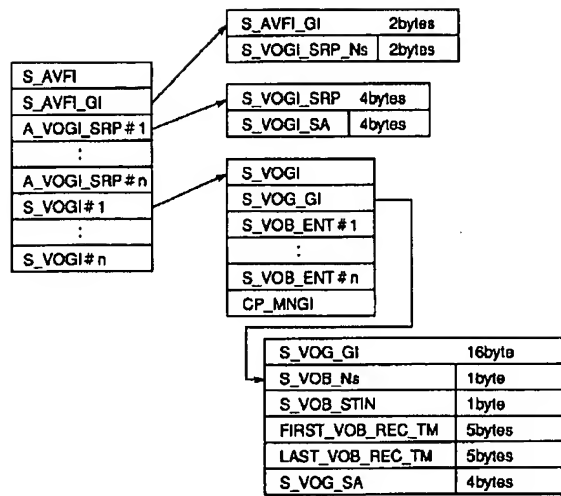 S_AVFI_GI 2bytes
S_VOGI_SRP_Ns 2bytes
S_AVFI
S_AVFI_GI
A_VOGI_SRP#1
:
A_VOGI_SRP#n
S_VOGI#1
:
S_VOGI#n
S_VOGI_SRP 4bytes
S_VOGI_SA 4bytes
S_VOGI
S_VOG_GI
S_VOB_ENT#1
:
S_VOB_ENT#n
CP_MNGI
S_VOG_GI 16byte
S_VOB_Ns 1byte
S_VOB_STIN 1byte
FIRST_VOB_REC_TM 5bytes
LAST_VOB_REC_TM 5bytes
S_VOG_SA 4bytes